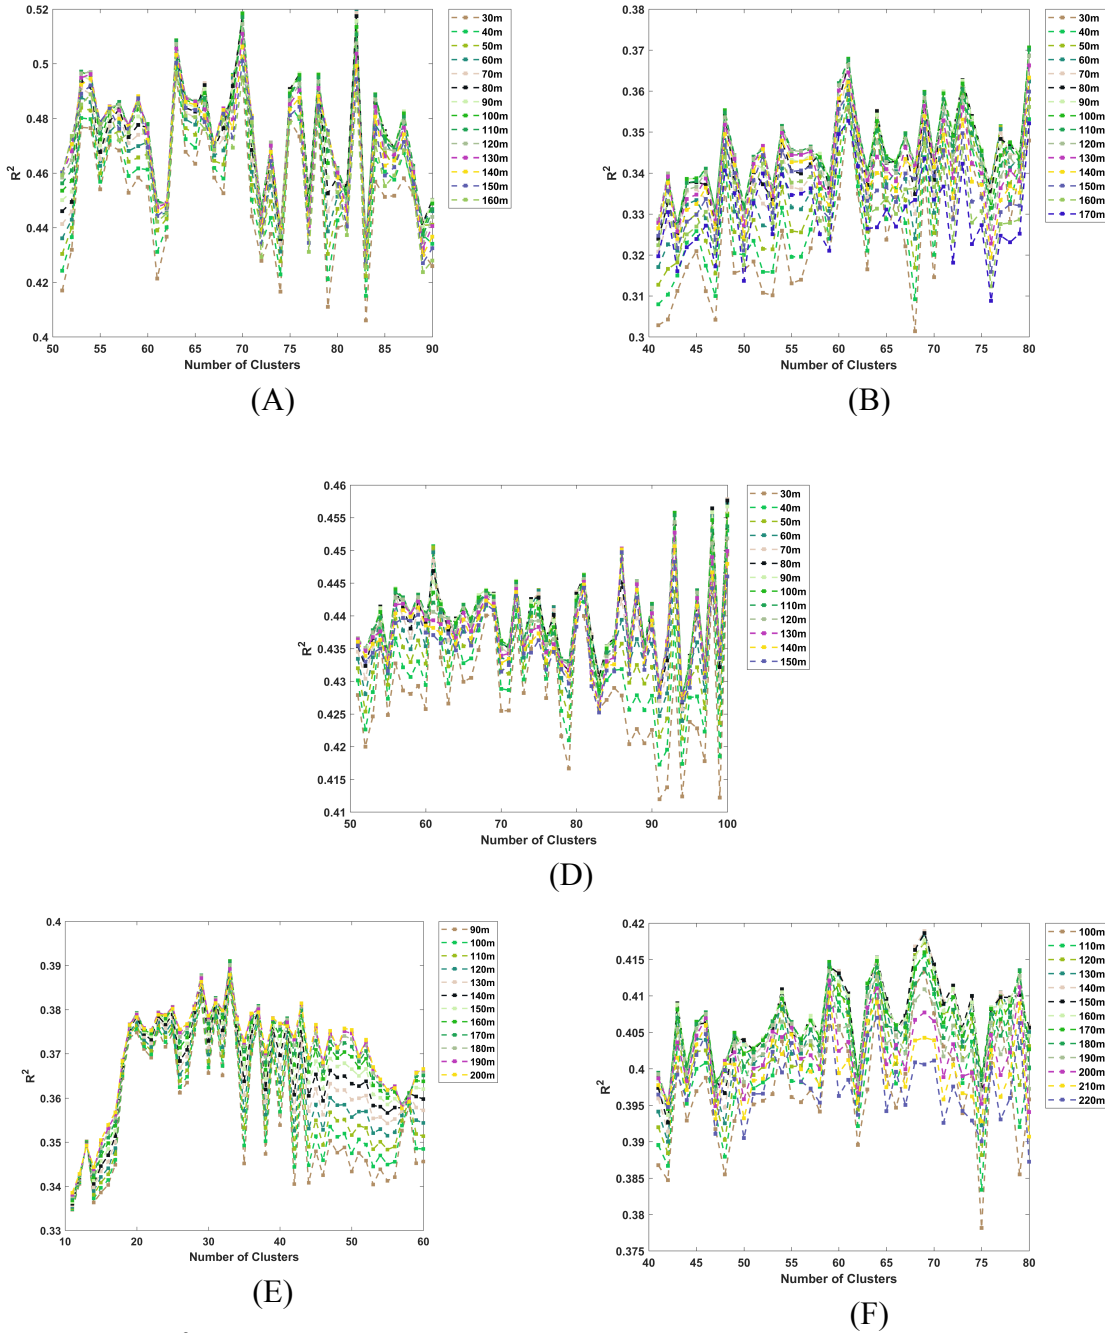 0.52
0.5
0.48
0.46
0.44
0.42
0.4
R²
50 55 60 65 70 75 80 85 90
Number of Clusters
30m
40m
50m
60m
70m
80m
90m
100m
110m
120m
130m
140m
150m
160m
(A)
0.38
0.37
0.36
0.35
0.34
0.33
0.32
0.31
0.3
R²
40 45 50 55 60 65 70 75 80
Number of Clusters
30m
40m
50m
60m
70m
80m
90m
100m
110m
120m
130m
140m
150m
160m
170m
(B)
0.46
0.455
0.45
0.445
0.44
0.435
0.43
0.425
0.42
0.415
0.41
R²
50 60 70 80 90 100
Number of Clusters
30m
40m
50m
60m
70m
80m
90m
100m
110m
120m
130m
140m
150m
(D)
0.4
0.39
0.38
0.37
0.36
0.35
0.34
0.33
R²
10 20 30 40 50 60
Number of Clusters
90m
100m
110m
120m
130m
140m
150m
160m
170m
180m
190m
200m
(E)
0.42
0.415
0.41
0.405
0.4
0.395
0.39
0.385
0.38
0.375
R²
40 45 50 55 60 65 70 75 80
Number of Clusters
100m
110m
120m
130m
140m
150m
160m
170m
180m
190m
200m
210m
220m
(F)